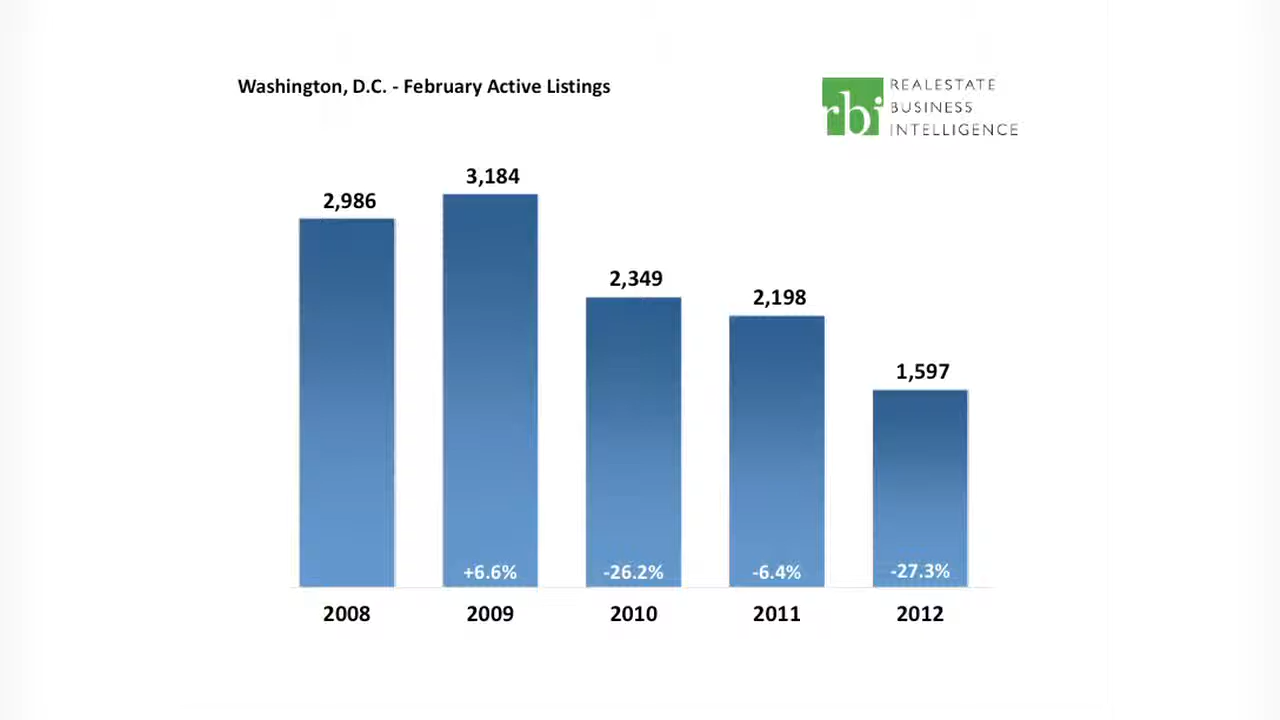 Washington, D.C. - February Active Listings
rbi
REALESTATE
BUSINESS
INTELLIGENCE
2,986
3,184
2,349
2,198
1,597
+6.6%
-26.2%
-6.4%
-27.3%
2008
2009
2010
2011
2012